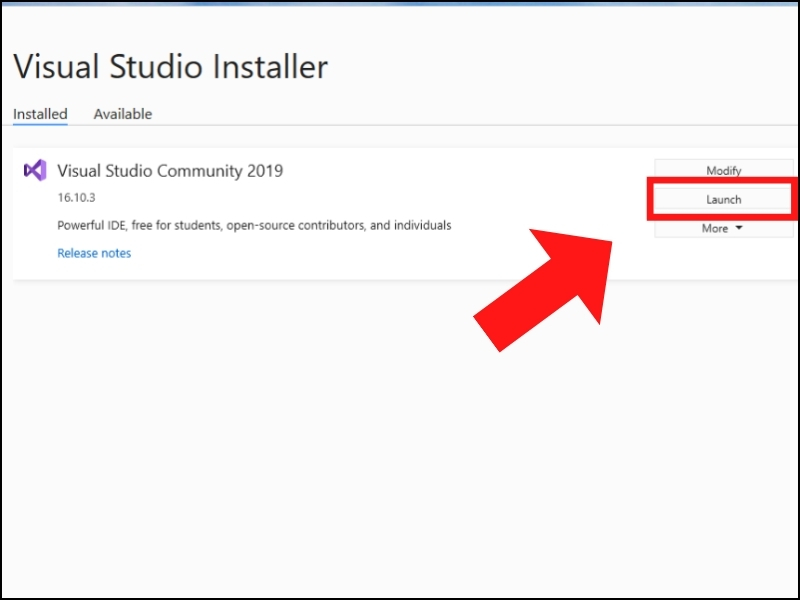 Visual Studio Installer
Installed Available
Visual Studio Community 2019
Modify
16.10.3
Launch
Powerful IDE, free for students, open-source contributors, and individuals
More
Release notes